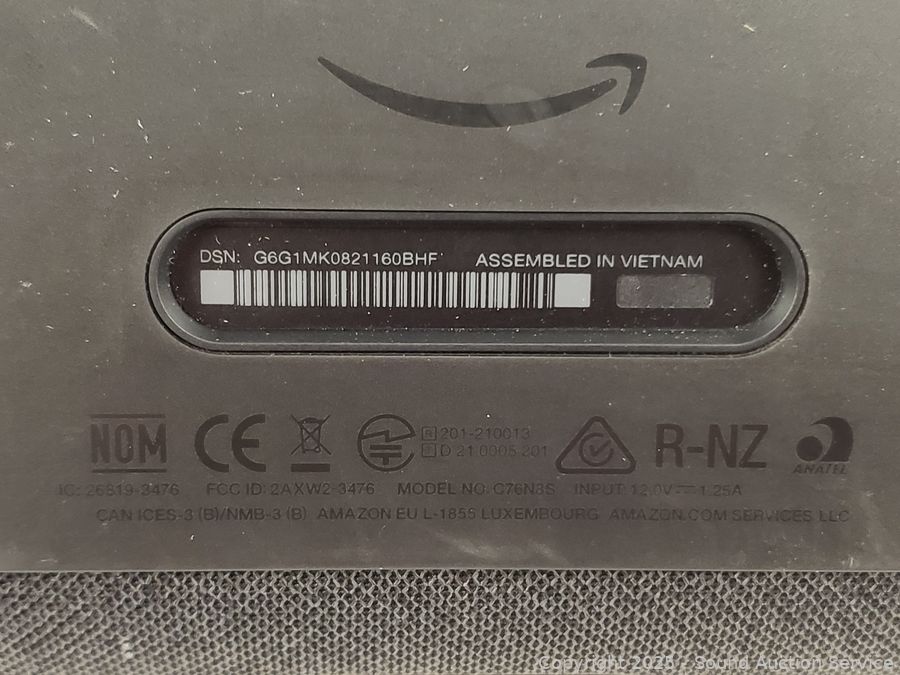 DSN: G6G1MK0821160BHF ASSEMBLED IN VIETNAM
NOM CE R 201-210013 R-NZ
T D 21 0005 201 ANATEL
IC: 26819-3476 FCC ID: 2AXW2-3476 MODEL NO: C76N8S INPUT: 12.0V 1.25A
CAN ICES-3 (B)/NMB-3 (B) AMAZON EU L-1855 LUXEMBOURG AMAZON.COM SERVICES LLC
Copyright 2025 - Sound Auction Service